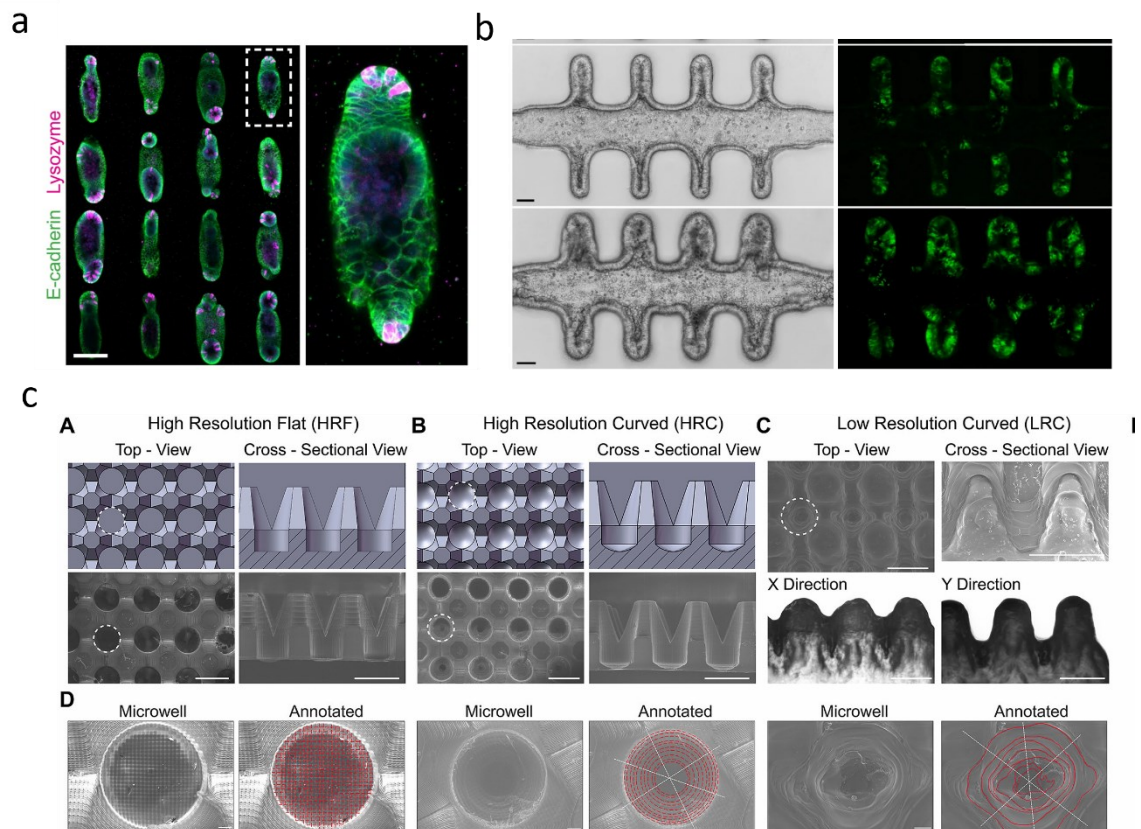 a
b
E-cadherin Lysozyme
c
A High Resolution Flat (HRF) B High Resolution Curved (HRC) C Low Resolution Curved (LRC)
Top - View Cross - Sectional View Top - View Cross - Sectional View Top - View Cross - Sectional View
X Direction Y Direction
D
Microwell Annotated Microwell Annotated Microwell Annotated